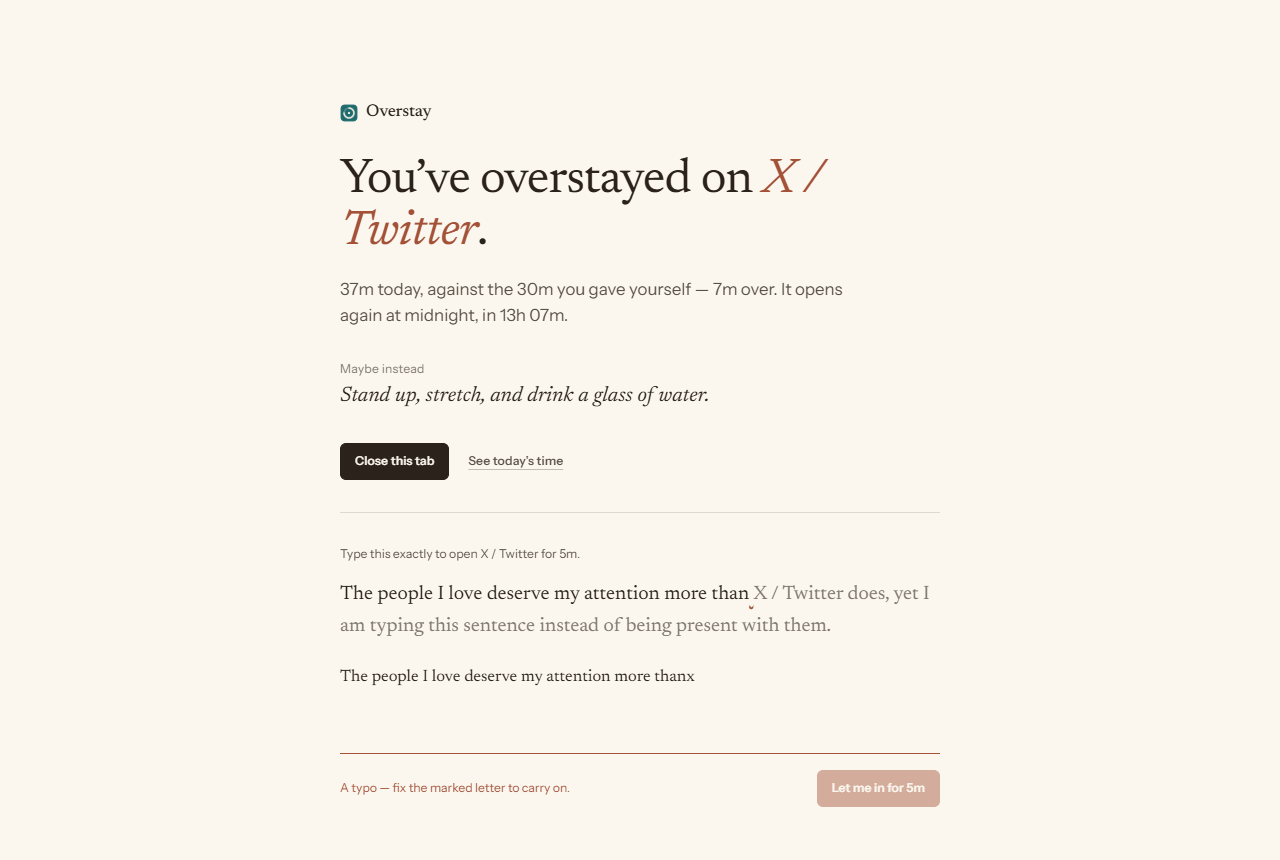 Overstay
You’ve overstayed on X /
Twitter.
37m today, against the 30m you gave yourself — 7m over. It opens
again at midnight, in 13h 07m.
Maybe instead
Stand up, stretch, and drink a glass of water.
Close this tab See today’s time
Type this exactly to open X / Twitter for 5m.
The people I love deserve my attention more than X / Twitter does, yet I
am typing this sentence instead of being present with them.
The people I love deserve my attention more thanx
A typo — fix the marked letter to carry on. Let me in for 5m